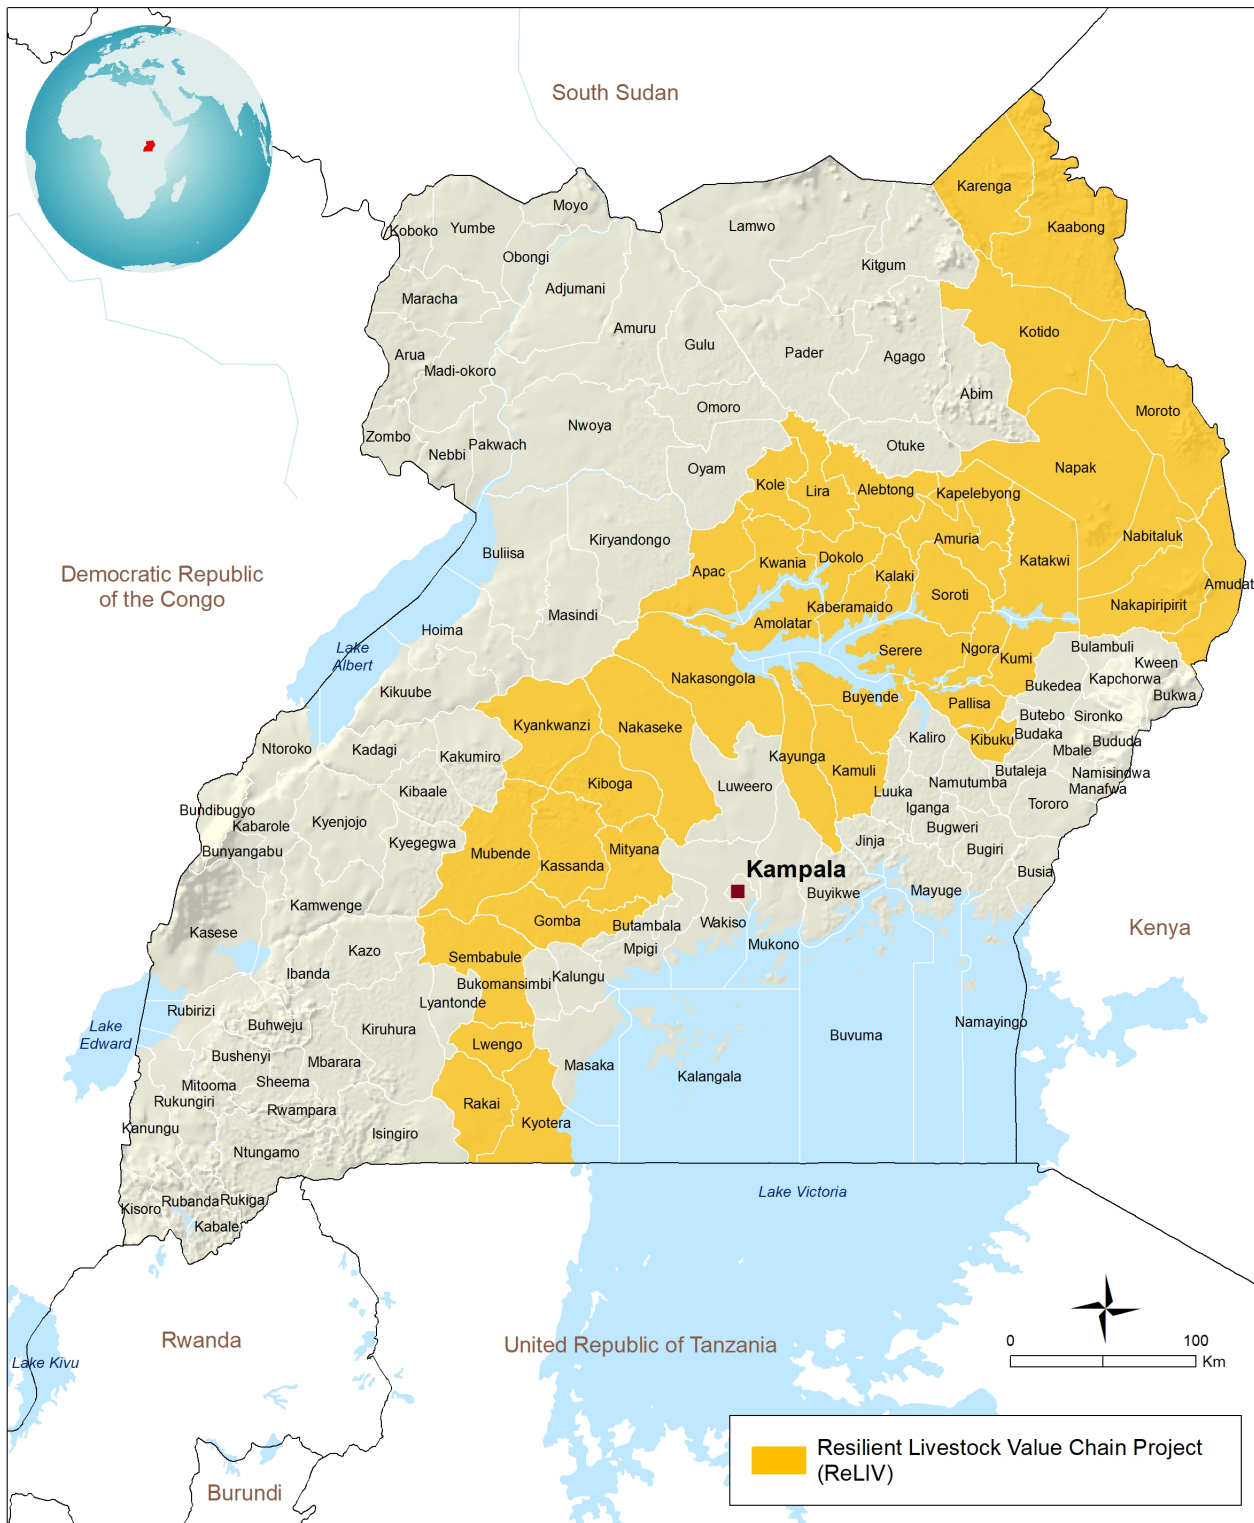 South Sudan
Karenga
Moyo
Kaabong
Koboko
Yumbe
Lamwo
Obongi
Kitgum
Adjumani
Maracha
Amuru
Kotido
Gulu
Pader
Arua
Agago
Madi-okoro
Abim
Omoro
Moroto
Nwoya
Zombo
Pakwach
Otuke
Nebbi
Oyam
Napak
Kole
Lira
Alebtong
Kapelebyong
Nabitaluk
Kiryandongo
Amuria
Buliisa
Kwania
Dokolo
Katakwi
Apac
Kalaki
Democratic Republic
of the Congo
Amudat
Soroti
Kaberamaido
Nakapiripirit
Masindi
Amolatar
Hoima
Lake
Albert
Serere
Ngora
Kumi
Bulambuli
Kween
Nakasongola
Kapchorwa
Bukedea
Kikuube
Buyende
Bukwa
Pallisa
Kyankwanzi
Nakaseke
Butebo
Sironko
Budaka
Kaliro
Kibuku
Bududa
Ntoroko
Kadagi
Mbale
Kakumiro
Kayunga
Kamuli
Butaleja
Namisindwa
Kiboga
Luweero
Namutumba
Manafwa
Kibaale
Luuka
Tororo
Iganga
Bundibugyo
Kyenjojo
Kabarole
Bugweri
Kyegegwa
Mityana
Jinja
Bunyangabu
Mubende
Bugiri
Kassanda
Kampala
Busia
Buyikwe
Mayuge
Kamwenge
Gomba
Wakiso
Butambala
Kenya
Kasese
Mukono
Mpigi
Kazo
Sembabule
Ibanda
Kalungu
Bukomansimbi
Lyantonde
Rubirizi
Namayingo
Buhweju
Kiruhura
Lake
Edward
Buvuma
Lwengo
Bushenyi
Mbarara
Masaka
Kalangala
Sheema
Mitooma
Rukungiri
Rakai
Rwampara
Kyotera
Kanungu
Isingiro
Ntungamo
Lake Victoria
Rubanda
Rukiga
Kisoro
Kabale
Rwanda
United Republic of Tanzania
0 100
Km
Lake Kivu
Resilient Livestock Value Chain Project
(ReLIV)
Burundi